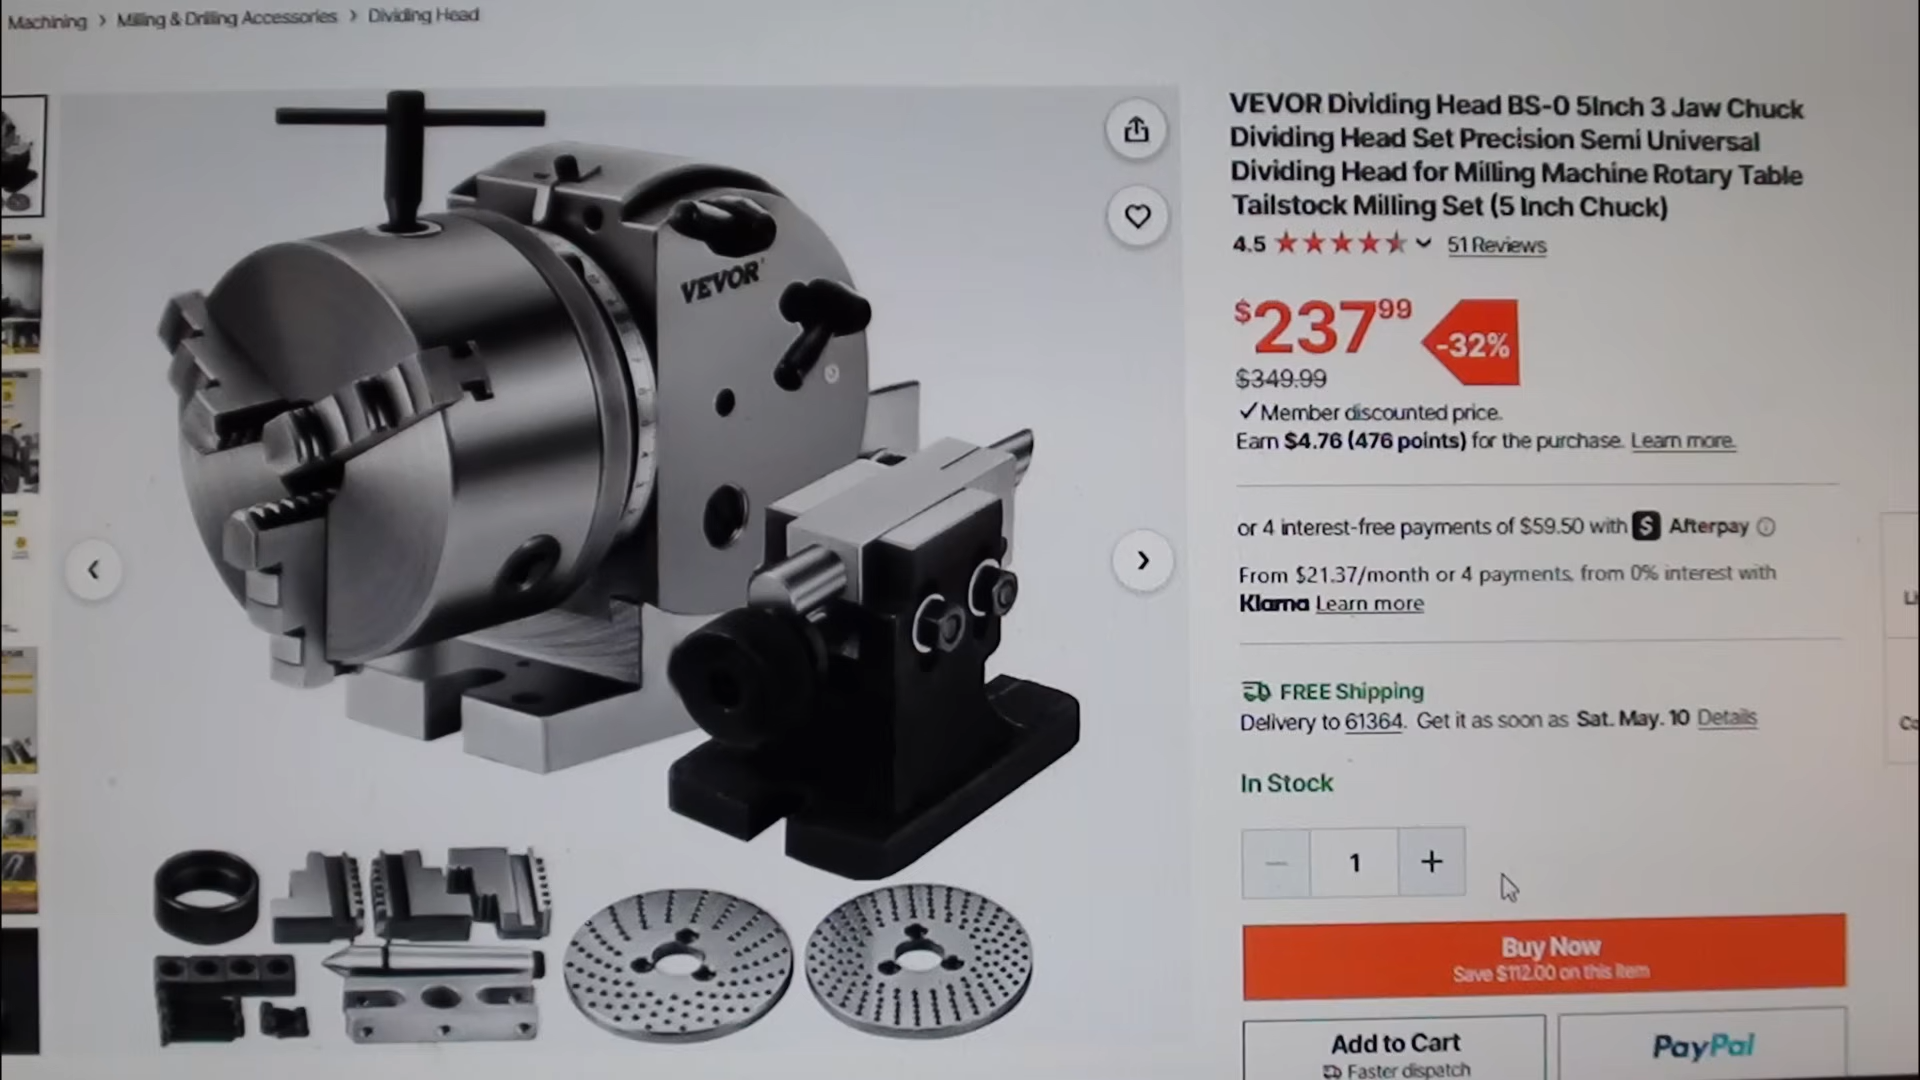 Machining > Milling & Drilling Accessories > Dividing Head
VEVOR
VEVOR Dividing Head BS-0 5Inch 3 Jaw Chuck
Dividing Head Set Precision Semi Universal
Dividing Head for Milling Machine Rotary Table
Tailstock Milling Set (5 Inch Chuck)
4.5 51 Reviews
$237.99 -32%
$349.99
✓Member discounted price.
Earn $4.76 (476 points) for the purchase. Learn more.
or 4 interest-free payments of $59.50 with $ Afterpay
From $21.37/month or 4 payments, from 0% interest with
Klarna Learn more
FREE Shipping
Delivery to 61364. Get it as soon as Sat. May. 10 Details
In Stock
− 1 +
Buy Now
Save $112.00 on this item
Add to Cart
Faster dispatch
PayPal